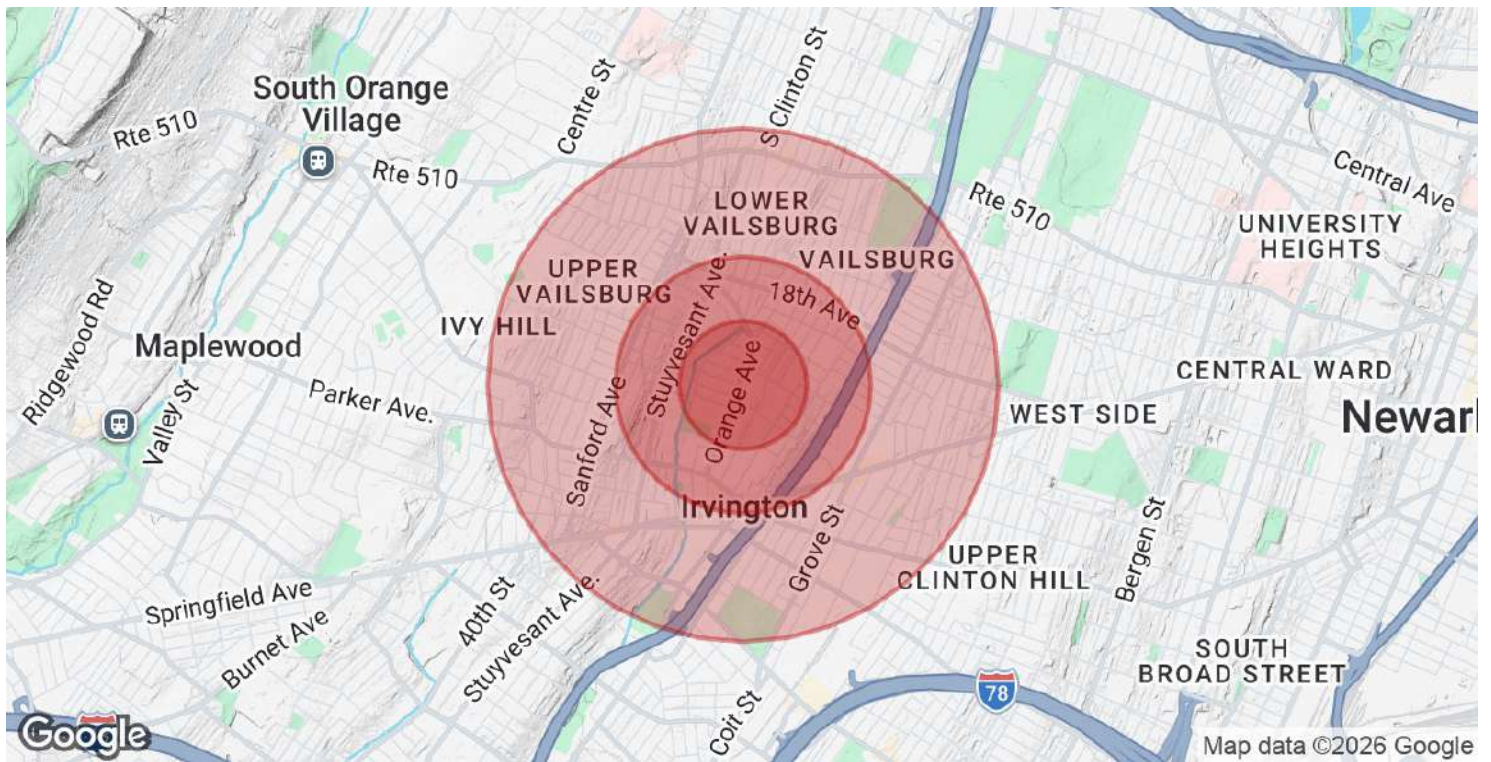 South Orange
Village
Rte 510
Centre St
S Clinton St
Rte 510
Central Ave
Rte 510
LOWER
VAILSBURG
UNIVERSITY
HEIGHTS
VAILSBURG
UPPER
VAILSBURG
18th Ave
IVY HILL
Ridgewood Rd
Maplewood
Stuyvesant Ave.
Orange Ave
CENTRAL WARD
Parker Ave.
Valley St
Sanford Ave
WEST SIDE
Newark
Irvington
Grove St
Bergen St
UPPER
CLINTON HILL
Springfield Ave
40th St
Burnet Ave
Stuyvesant Ave.
SOUTH
BROAD STREET
78
Coit St
Google
Map data ©2026 Google